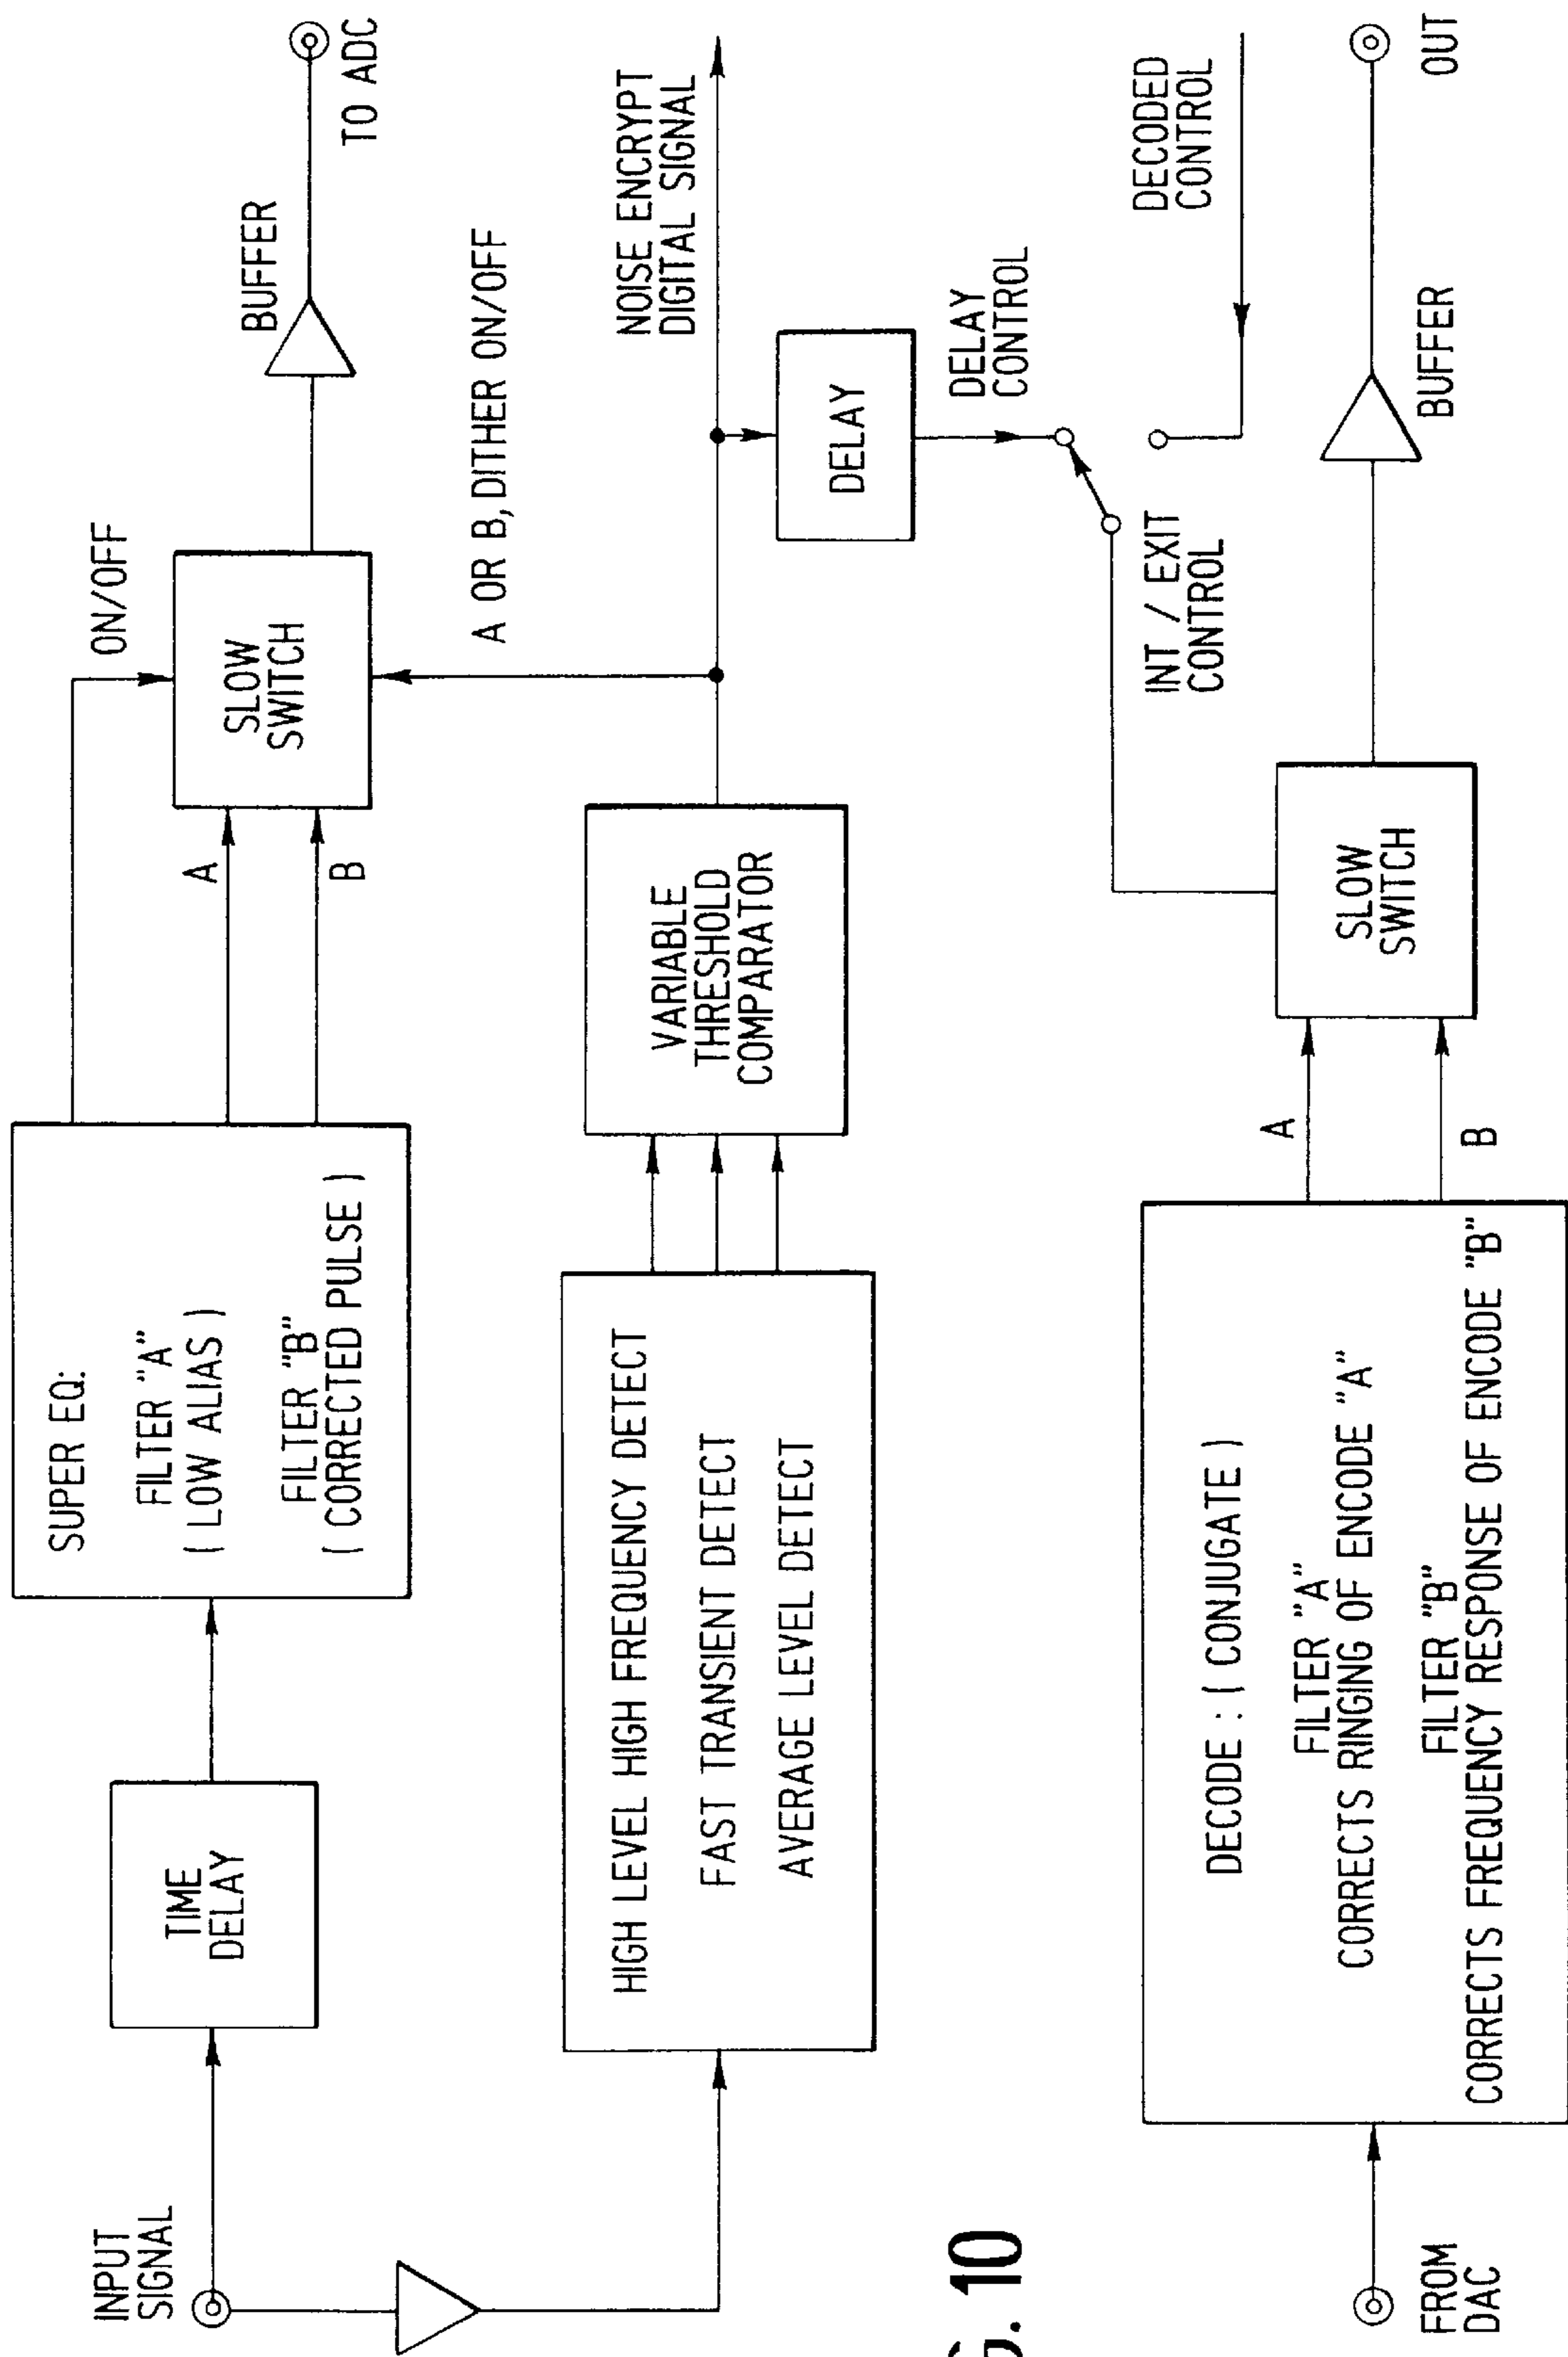 INPUT
SIGNAL
TIME
DELAY
SUPER EQ:
FILTER "A"
( LOW ALIAS )
FILTER "B"
( CORRECTED PULSE )
ON/OFF
A
B
SLOW
SWITCH
BUFFER
TO ADC
A OR B, DITHER ON/OFF
HIGH LEVEL HIGH FREQUENCY DETECT
FAST TRANSIENT DETECT
AVERAGE LEVEL DETECT
VARIABLE
THRESHOLD
COMPARATOR
NOISE ENCRYPT
DIGITAL SIGNAL
DELAY
DELAY
CONTROL
INT / EXIT
CONTROL
DECODED
CONTROL
10
FROM
DAC
DECODE : ( CONJUGATE )
FILTER "A"
CORRECTS RINGING OF ENCODE "A"
FILTER "B"
CORRECTS FREQUENCY RESPONSE OF ENCODE "B"
A
B
SLOW
SWITCH
BUFFER
OUT